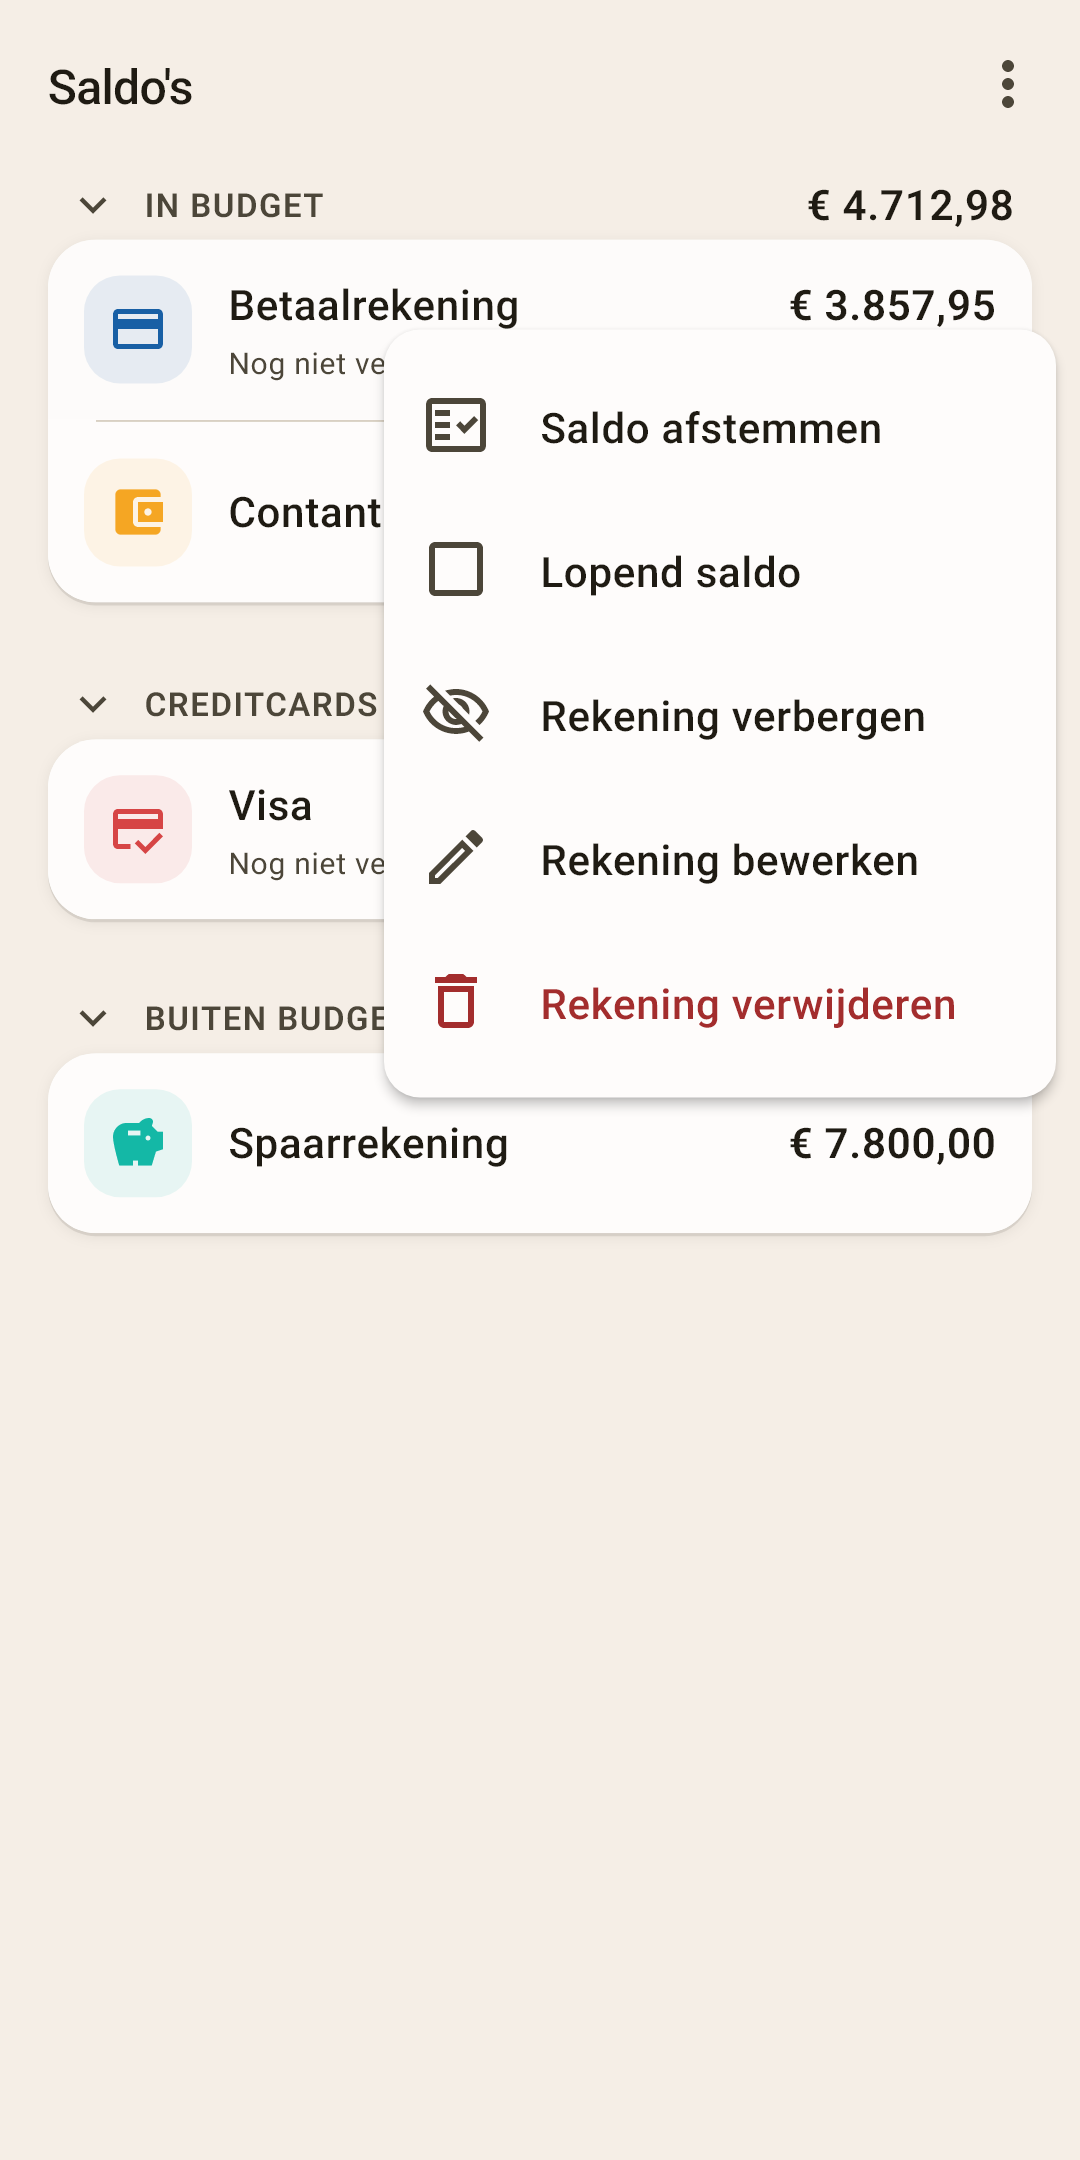 Saldo's
IN BUDGET € 4.712,98
Betaalrekening € 3.857,95
Nog niet ve
Saldo afstemmen
Contant
Lopend saldo
CREDITCARDS
Rekening verbergen
Visa
Nog niet ve
Rekening bewerken
Rekening verwijderen
BUITEN BUDGE
Spaarrekening € 7.800,00